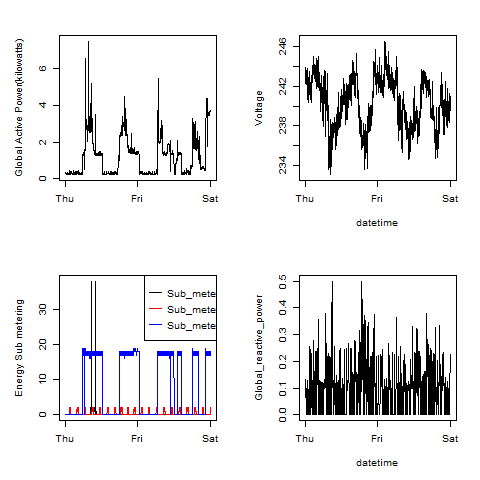 Global Active Power(kilowatts)
0 2 4 6
Thu Fri Sat
Voltage
234 238 242 246
Thu Fri Sat
datetime
Energy Sub metering
0 10 20 30
Sub_mete
Sub_mete
Sub_mete
Thu Fri Sat
Global_reactive_power
0.0 0.1 0.2 0.3 0.4 0.5
Thu Fri Sat
datetime